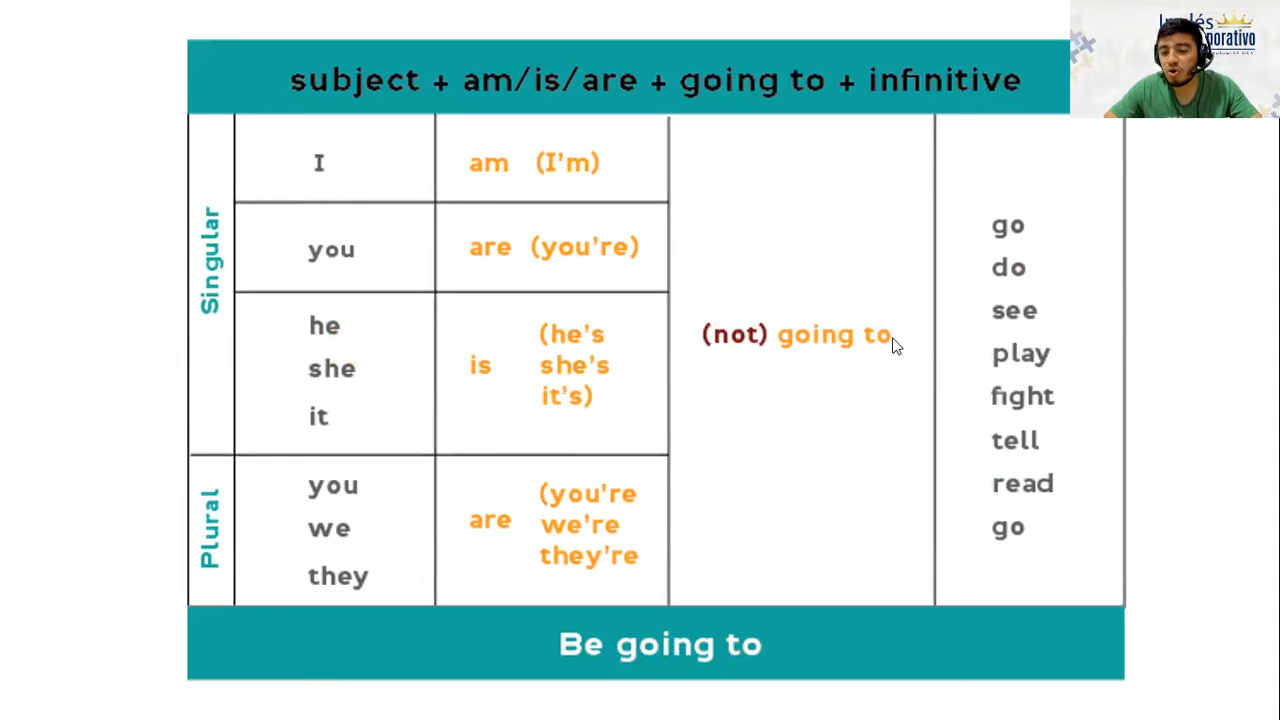 subject + am/is/are + going to + infinitive
Singular
I
am (I'm)
you
are (you're)
he
she
it
is
(he's
she's
it's)
(not) going to
go
do
see
play
fight
tell
read
go
Plural
you
we
they
are
(you're
we're
they're
Be going to